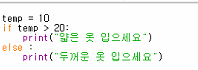 temp = 10
if temp > 20:
    print("얇은 옷 입으세요")
else :
    print("두꺼운 옷 입으세요")